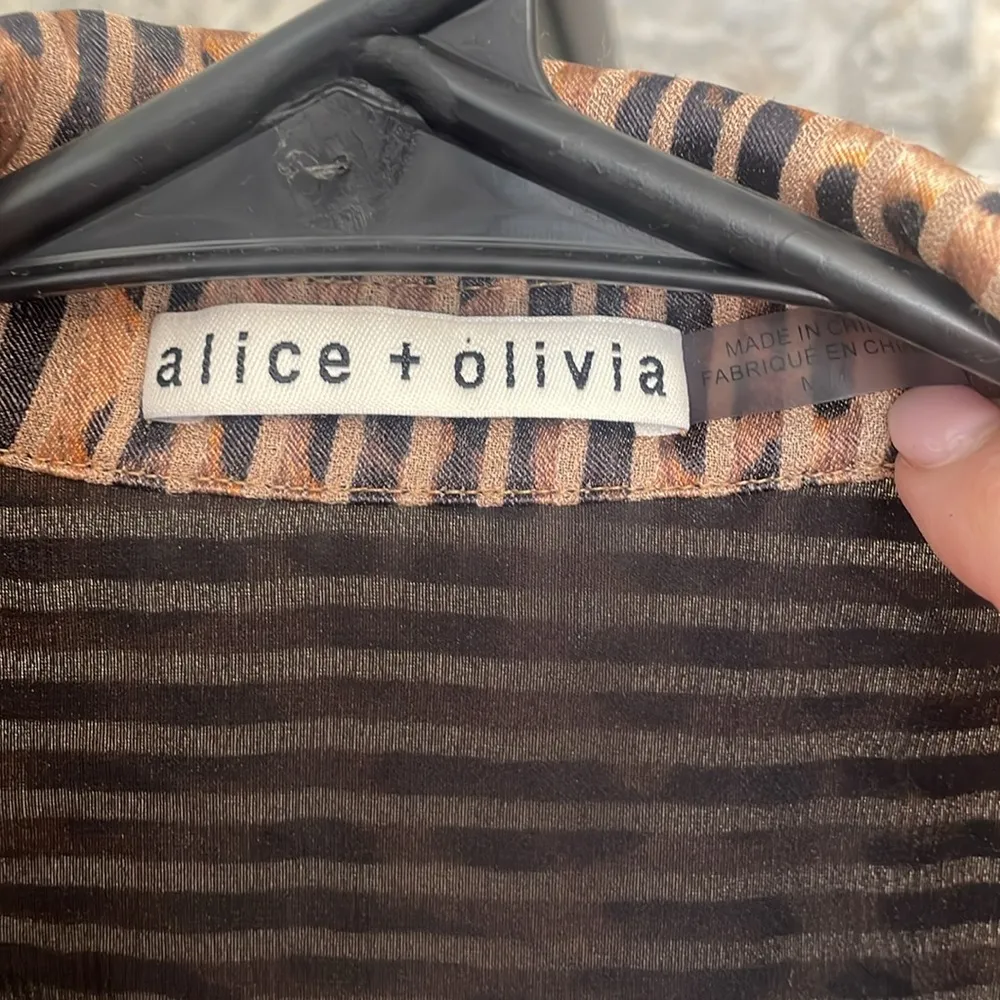 alice + olivia
MADE IN
FABRIQUE EN
M